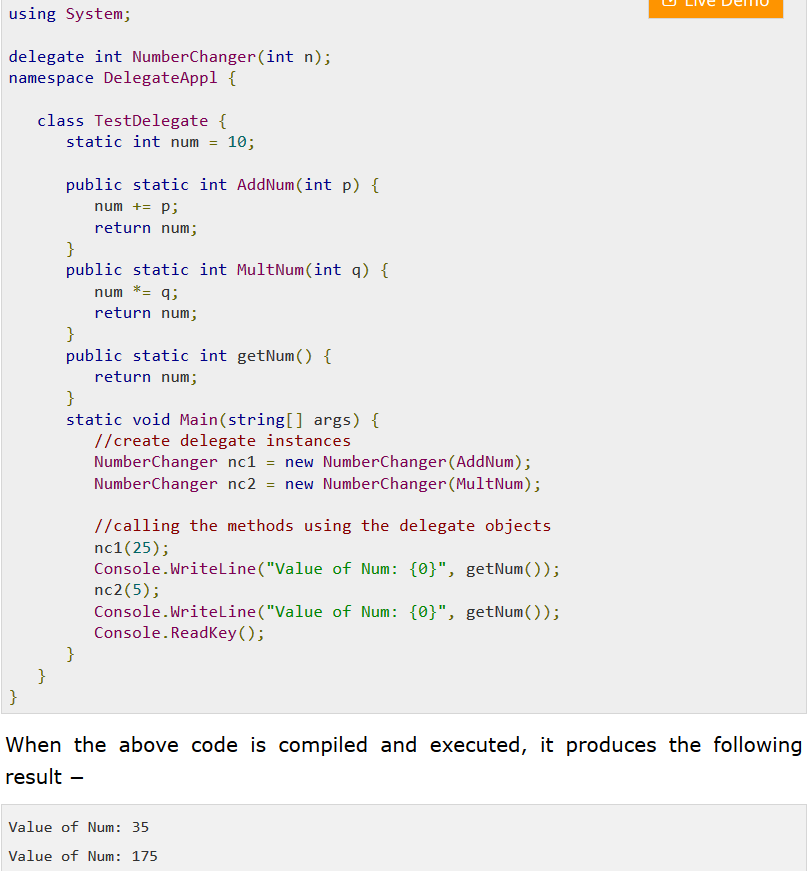 Live Demo
using System;
delegate int NumberChanger(int n);
namespace DelegateAppl {
class TestDelegate {
static int num = 10;
public static int AddNum(int p) {
num += p;
return num;
}
public static int MultNum(int q) {
num *= q;
return num;
}
public static int getNum() {
return num;
}
static void Main(string[] args) {
//create delegate instances
NumberChanger nc1 = new NumberChanger(AddNum);
NumberChanger nc2 = new NumberChanger(MultNum);
//calling the methods using the delegate objects
nc1(25);
Console.WriteLine("Value of Num: {0}", getNum());
nc2(5);
Console.WriteLine("Value of Num: {0}", getNum());
Console.ReadKey();
}
}
}
When the above code is compiled and executed, it produces the following
result −
Value of Num: 35
Value of Num: 175